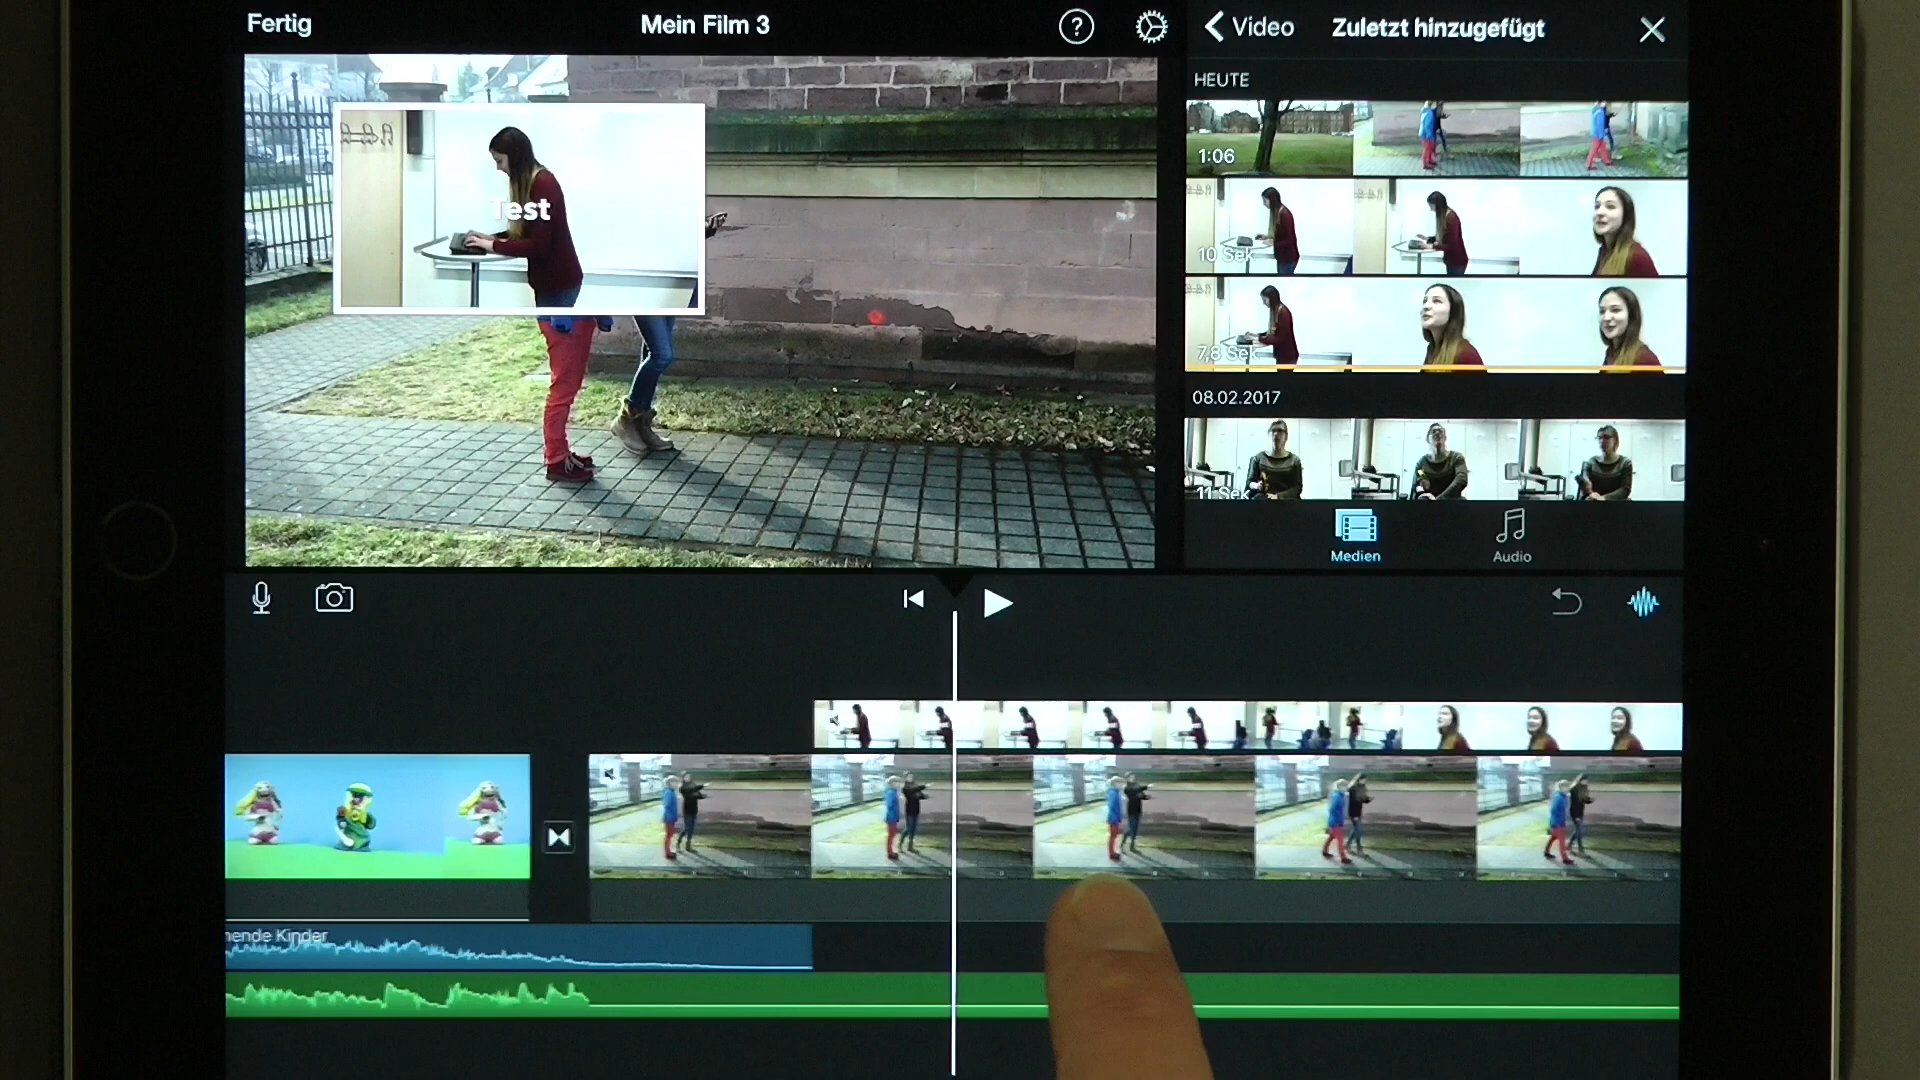 Fertig
Mein Film 3
?
Video
Zuletzt hinzugefügt
HEUTE
1:06
10 Sek
7,8 Sek
08.02.2017
11 Sek
Medien
Audio
Test
nende Kinder